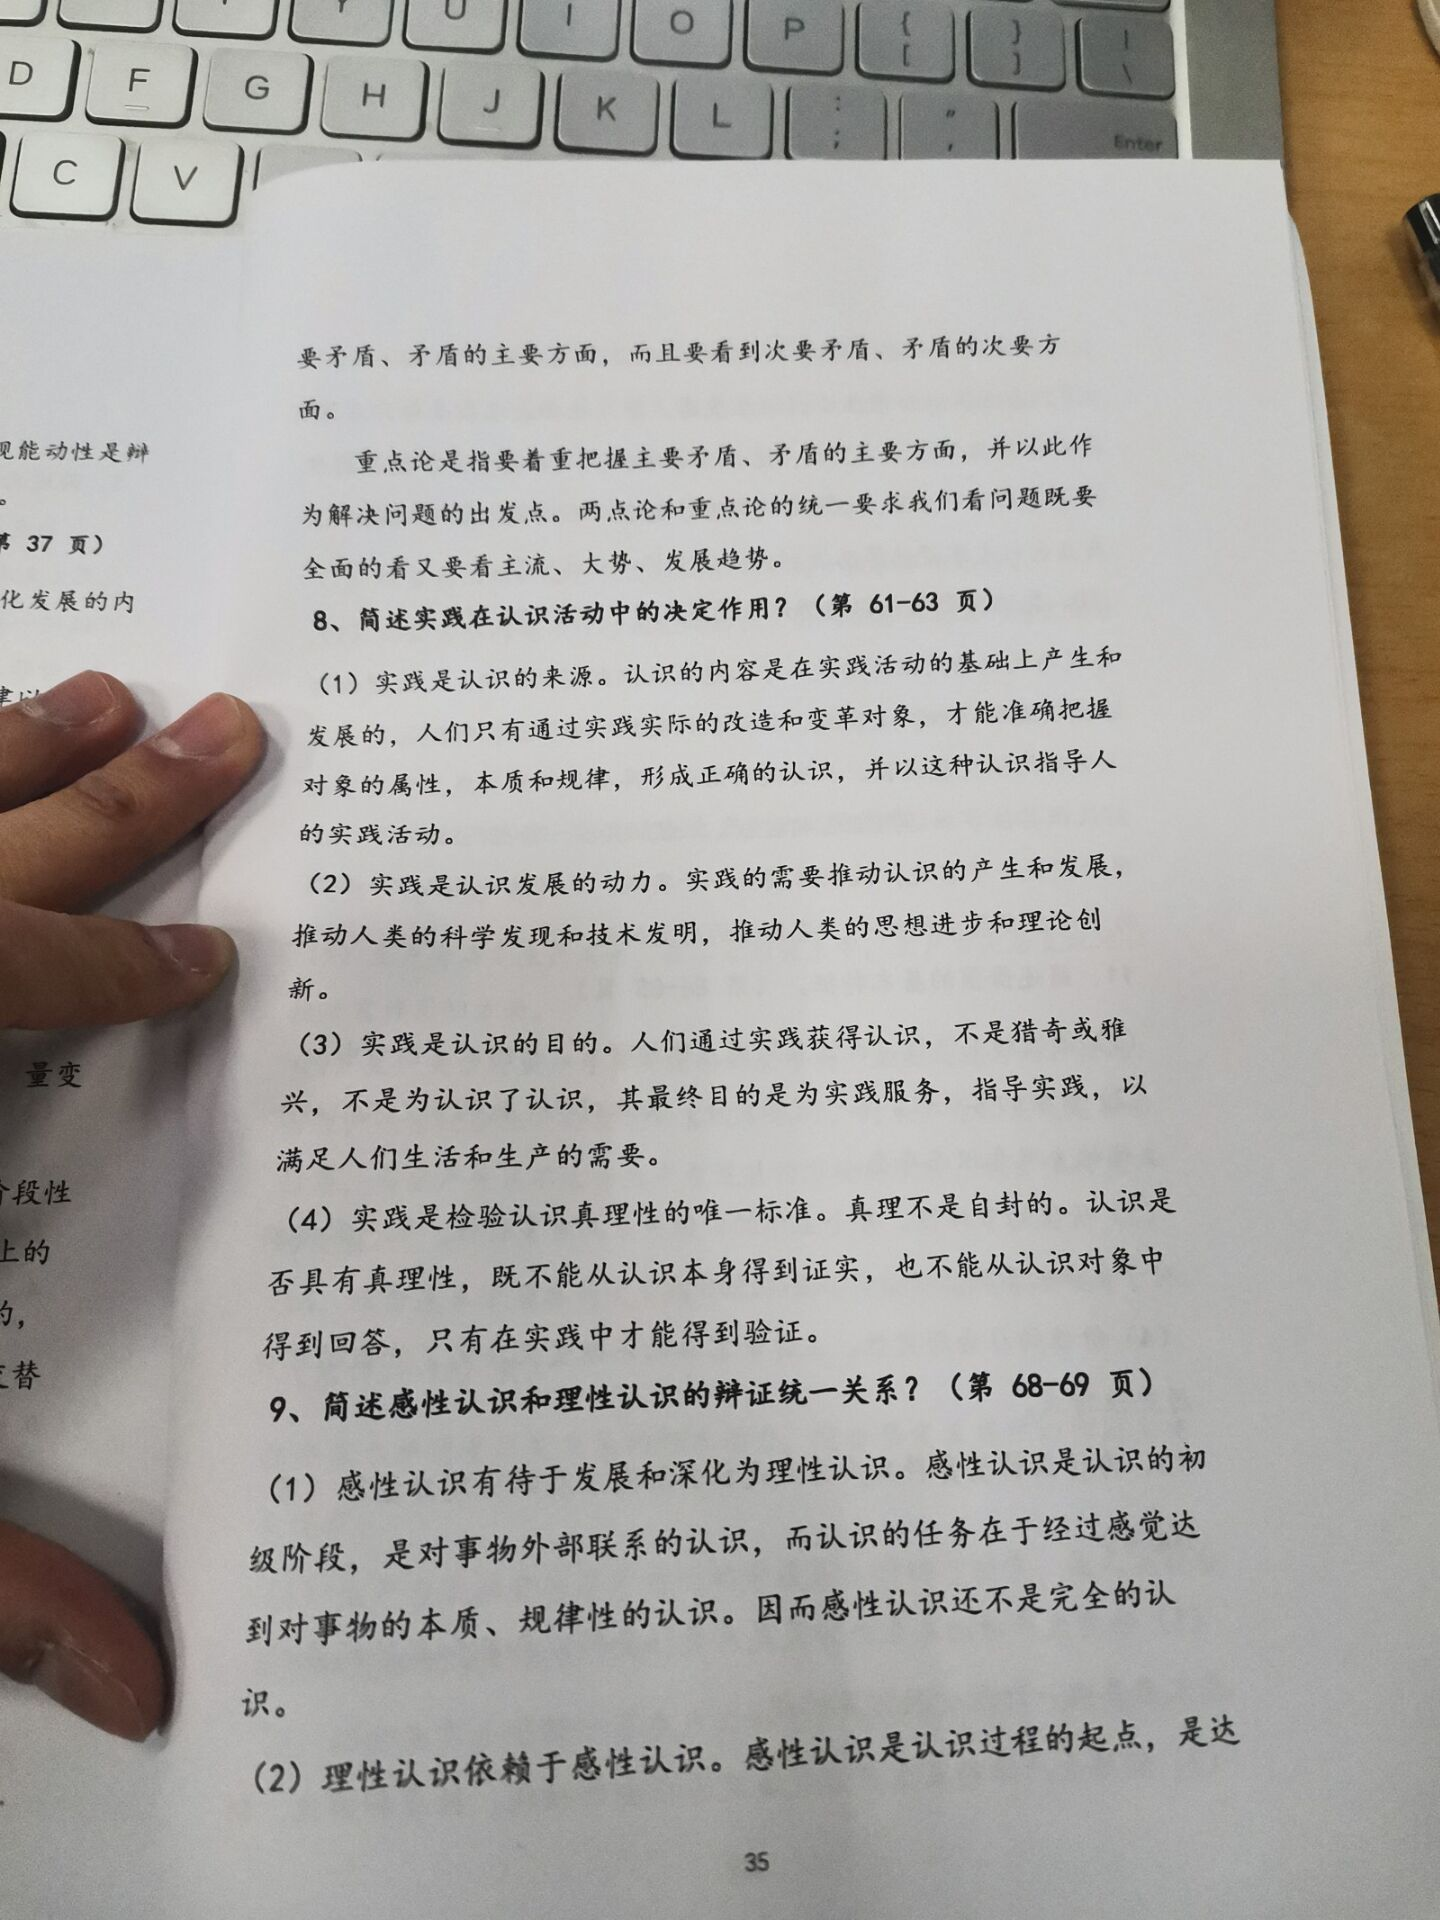 T Y U I O P { [ } ] | \
D F G H J K L : ; " ' Enter
C V
观能动性是辩
。
第 37 页）
化发展的内
量变
阶段性
上的
的，
交替
要矛盾、矛盾的主要方面，而且要看到次要矛盾、矛盾的次要方
面。
重点论是指要着重把握主要矛盾、矛盾的主要方面，并以此作
为解决问题的出发点。两点论和重点论的统一要求我们看问题既要
全面的看又要看主流、大势、发展趋势。
8、简述实践在认识活动中的决定作用？（第 61-63 页）
（1）实践是认识的来源。认识的内容是在实践活动的基础上产生和
发展的，人们只有通过实践实际的改造和变革对象，才能准确把握
对象的属性，本质和规律，形成正确的认识，并以这种认识指导人
的实践活动。
（2）实践是认识发展的动力。实践的需要推动认识的产生和发展，
推动人类的科学发现和技术发明，推动人类的思想进步和理论创
新。
（3）实践是认识的目的。人们通过实践获得认识，不是猎奇或雅
兴，不是为认识了认识，其最终目的是为实践服务，指导实践，以
满足人们生活和生产的需要。
（4）实践是检验认识真理性的唯一标准。真理不是自封的。认识是
否具有真理性，既不能从认识本身得到证实，也不能从认识对象中
得到回答，只有在实践中才能得到验证。
9、简述感性认识和理性认识的辩证统一关系？（第 68-69 页）
（1）感性认识有待于发展和深化为理性认识。感性认识是认识的初
级阶段，是对事物外部联系的认识，而认识的任务在于经过感觉达
到对事物的本质、规律性的认识。因而感性认识还不是完全的认
识。
（2）理性认识依赖于感性认识。感性认识是认识过程的起点，是达
35